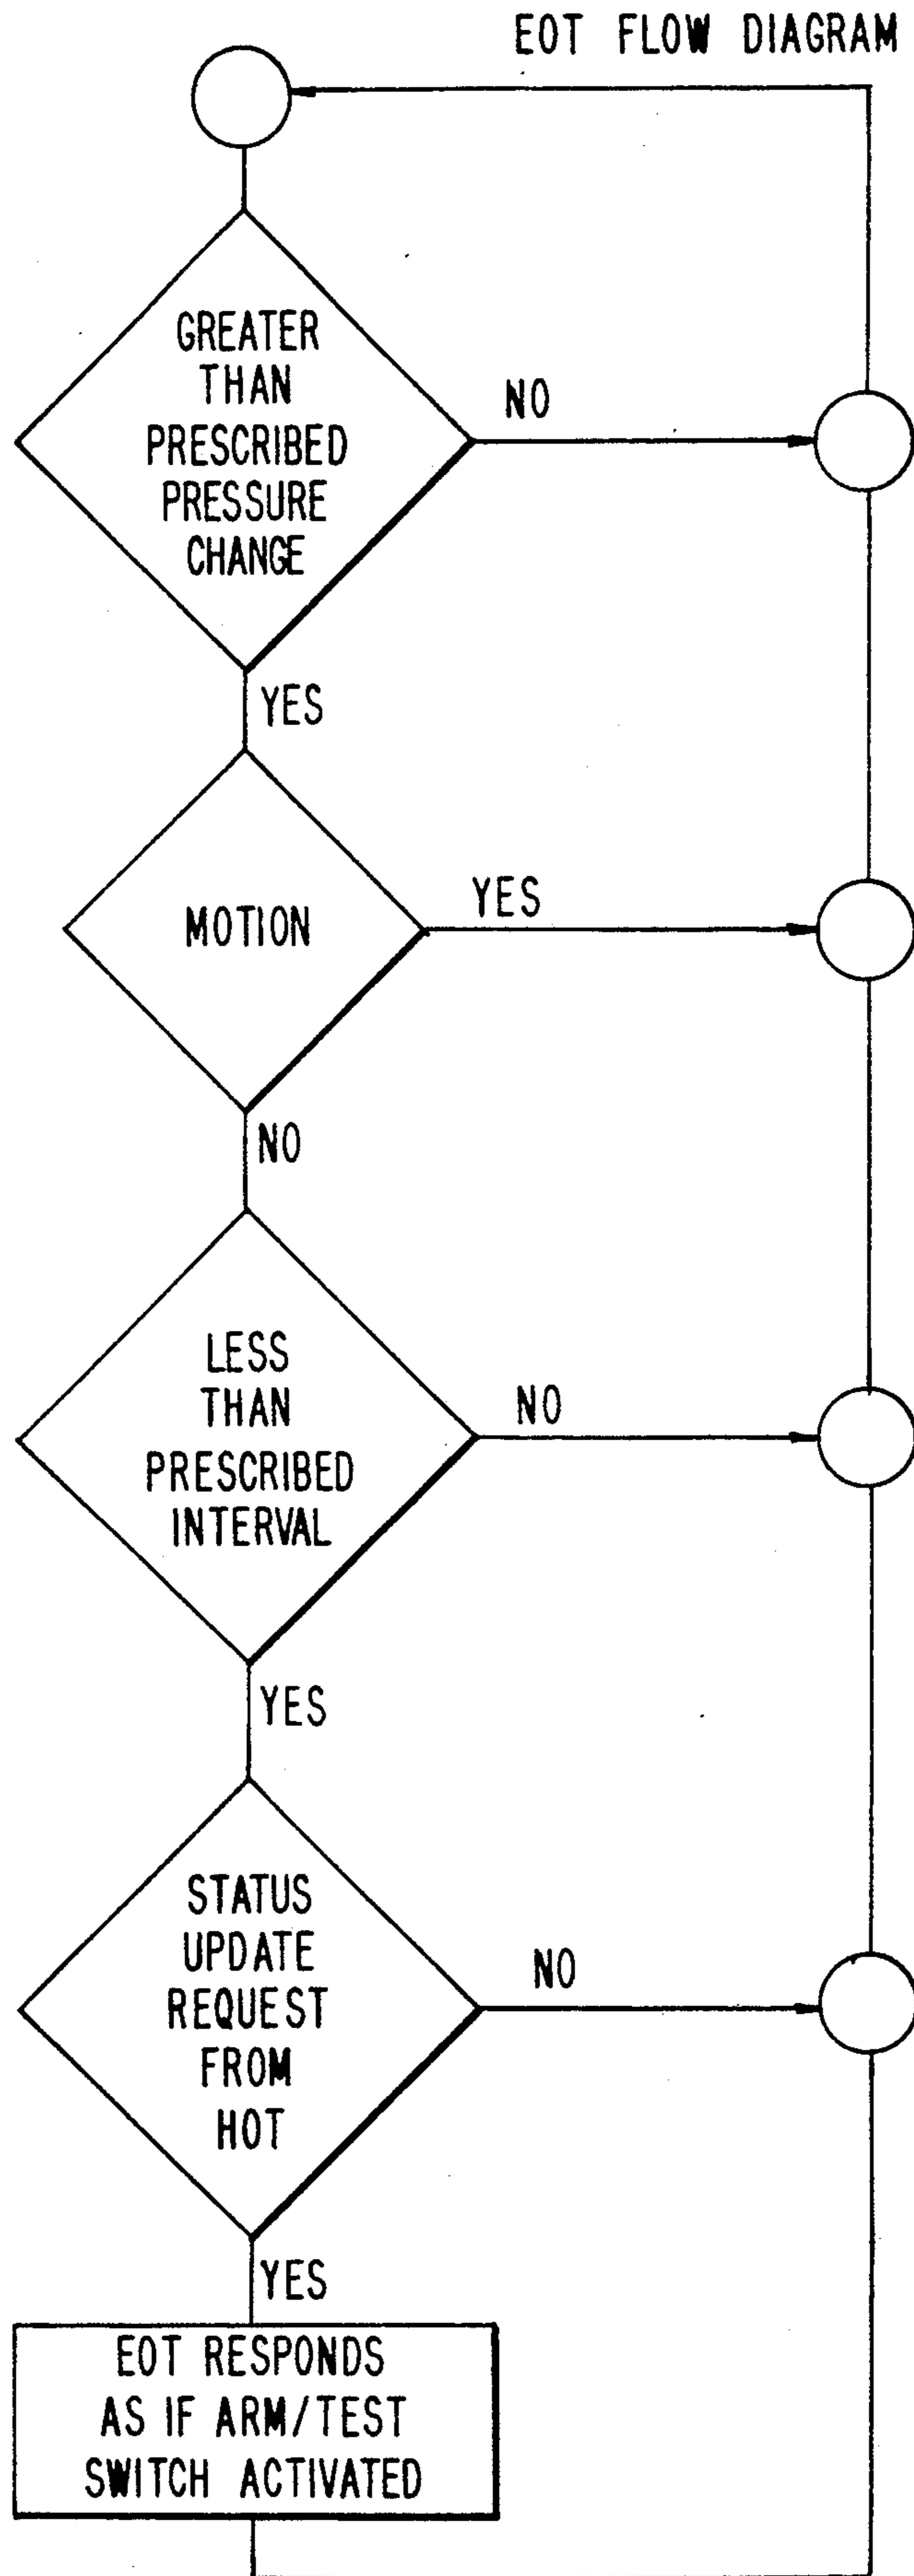 EOT FLOW DIAGRAM
GREATER
THAN
PRESCRIBED
PRESSURE
CHANGE
NO
YES
MOTION
YES
NO
LESS
THAN
PRESCRIBED
INTERVAL
NO
YES
STATUS
UPDATE
REQUEST
FROM
HOT
NO
YES
EOT RESPONDS
AS IF ARM/TEST
SWITCH ACTIVATED